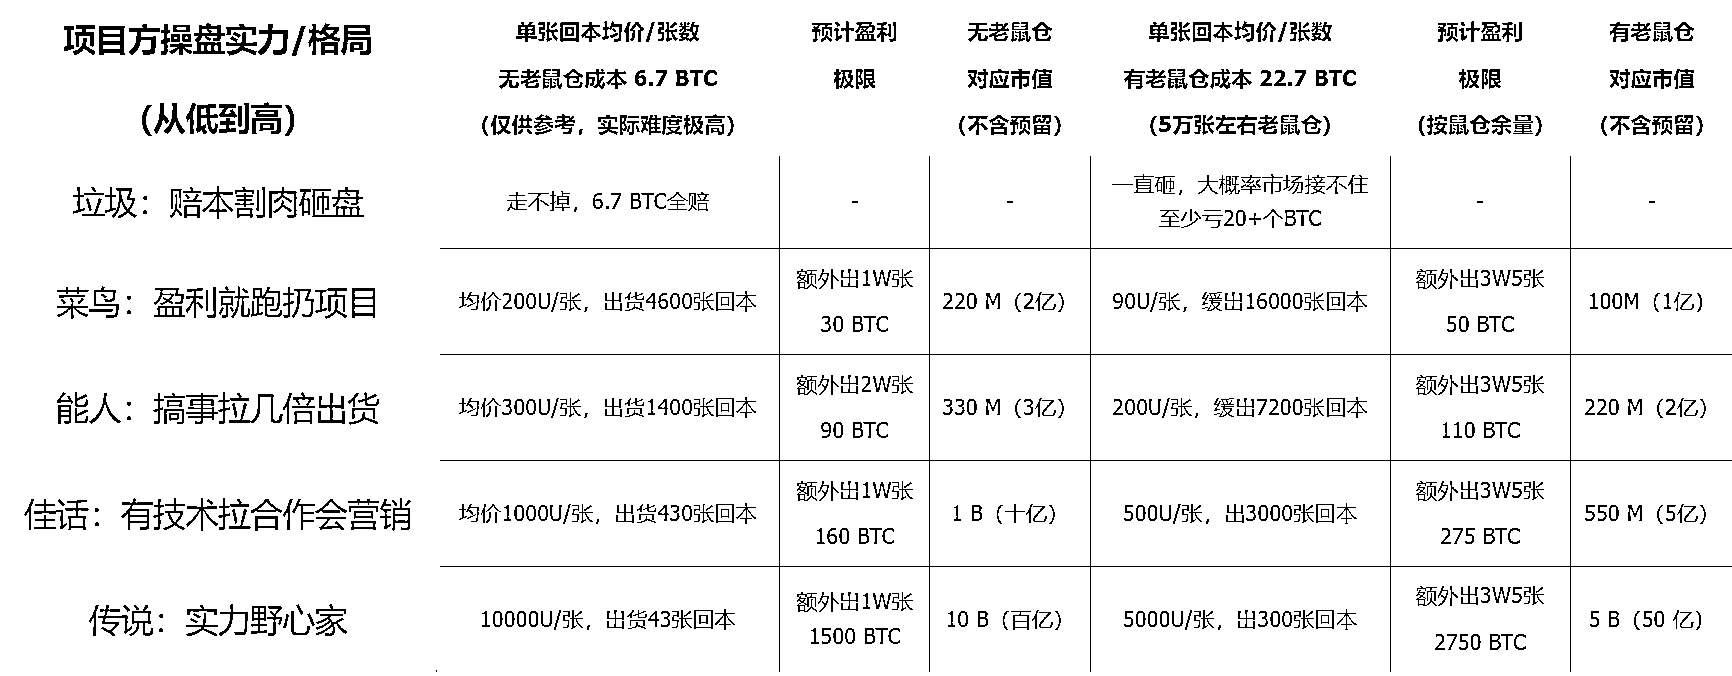 项目方操盘实力/格局
(从低到高)
单张回本均价/张数
无老鼠仓成本 6.7 BTC
(仅供参考，实际难度极高)
预计盈利
极限
无老鼠仓
对应市值
(不含预留)
单张回本均价/张数
有老鼠仓成本 22.7 BTC
(5万张左右老鼠仓)
预计盈利
极限
(按鼠仓余量)
有老鼠仓
对应市值
(不含预留)
垃圾：赔本割肉砸盘
走不掉，6.7 BTC全赔
-
-
一直砸，大概率市场接不住
至少亏20+个BTC
-
-
菜鸟：盈利就跑扔项目
均价200U/张，出货4600张回本
额外出1W张
30 BTC
220 M（2亿）
90U/张，缓出16000张回本
额外出3W5张
50 BTC
100M（1亿）
能人：搞事拉几倍出货
均价300U/张，出货1400张回本
额外出2W张
90 BTC
330 M（3亿）
200U/张，缓出7200张回本
额外出3W5张
110 BTC
220 M（2亿）
佳话：有技术拉合作会营销
均价1000U/张，出货430张回本
额外出1W张
160 BTC
1 B（十亿）
500U/张，出3000张回本
额外出3W5张
275 BTC
550 M（5亿）
传说：实力野心家
10000U/张，出货43张回本
额外出1W张
1500 BTC
10 B（百亿）
5000U/张，出300张回本
额外出3W5张
2750 BTC
5 B（50 亿）